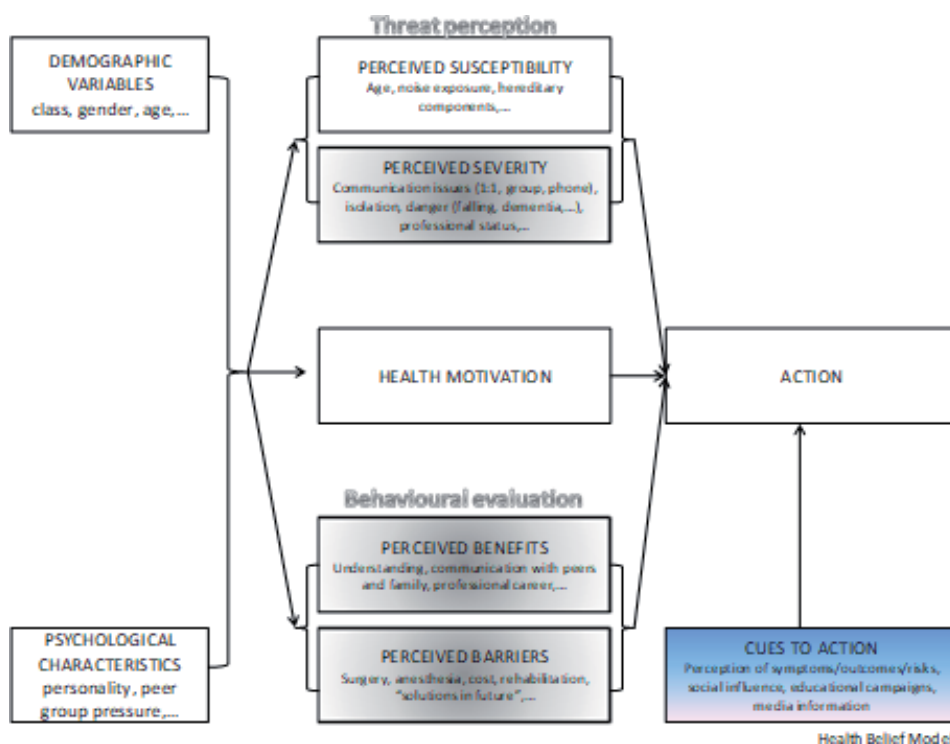 Threat perception
DEMOGRAPHIC
VARIABLES
class, gender, age,...
PERCEIVED SUSCEPTIBILITY
Age, noise exposure, hereditary
components,...
PERCEIVED SEVERITY
Communication issues (1:1, group, phone),
isolation, danger (falling, dementia,...),
professional status,...
HEALTH MOTIVATION
ACTION
Behavioural evaluation
PERCEIVED BENEFITS
Understanding, communication with peers
and family, professional career,...
PSYCHOLOGICAL
CHARACTERISTICS
personality, peer
group pressure,...
PERCEIVED BARRIERS
Surgery, anesthesia, cost, rehabilitation,
"solutions in future",...
CUES TO ACTION
Perception of symptoms/outcomes/risks,
social influence, educational campaigns,
media information
Health Belief Mode